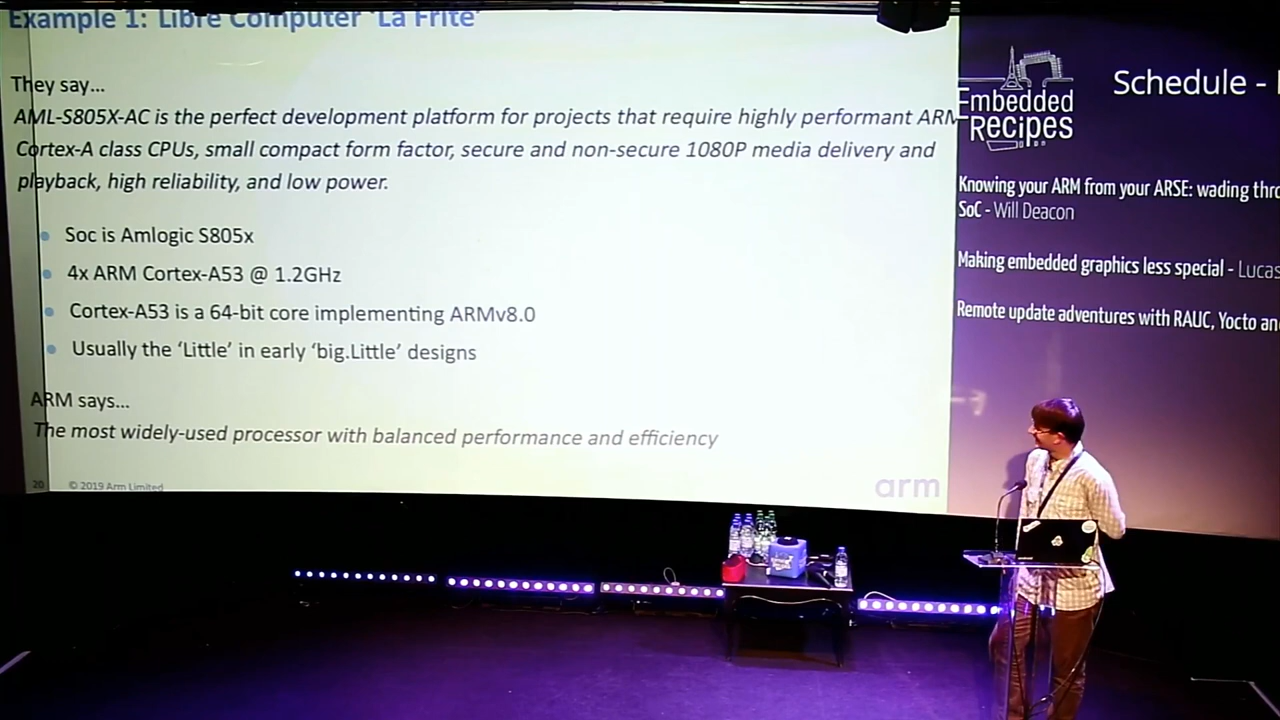 Example 1: Libre Computer 'La Frite'
They say...
AML-S805X-AC is the perfect development platform for projects that require highly performant ARM
Cortex-A class CPUs, small compact form factor, secure and non-secure 1080P media delivery and
playback, high reliability, and low power.
Soc is Amlogic S805x
4x ARM Cortex-A53 @ 1.2GHz
Cortex-A53 is a 64-bit core implementing ARMv8.0
Usually the 'Little' in early 'big.Little' designs
ARM says...
The most widely-used processor with balanced performance and efficiency
20 © 2019 Arm Limited
arm
Embedded
Recipes
Schedule -
Knowing your ARM from your ARSE: wading thro
SoC - Will Deacon
Making embedded graphics less special - Lucas
Remote update adventures with RAUC, Yocto an